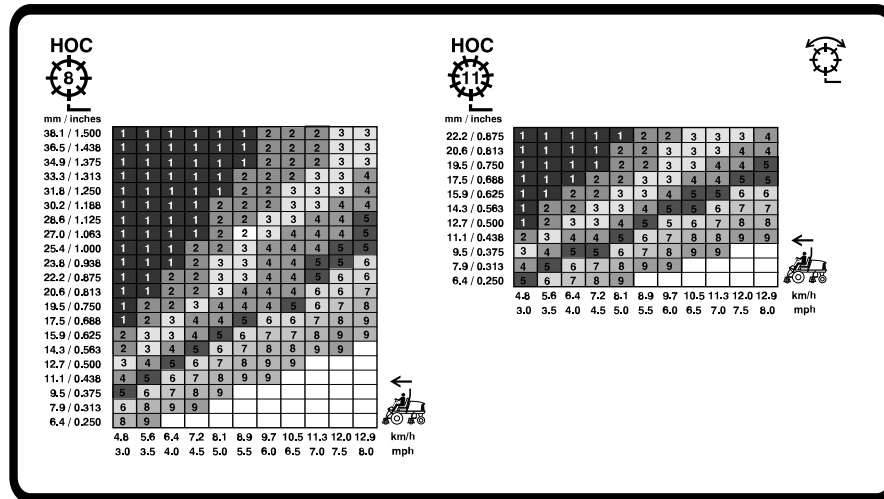 HOC
8
mm / inches
38.1 / 1.500 1 1 1 1 1 1 2 2 2 3 3
36.5 / 1.438 1 1 1 1 1 1 2 2 2 3 3
34.9 / 1.375 1 1 1 1 1 1 2 2 2 3 3
33.3 / 1.313 1 1 1 1 1 2 2 2 3 3 4
31.8 / 1.250 1 1 1 1 1 2 2 3 3 3 4
30.2 / 1.188 1 1 1 1 2 2 2 3 3 4 4
28.6 / 1.125 1 1 1 1 2 2 3 3 4 4 5
27.0 / 1.063 1 1 1 1 2 2 3 3 4 4 5
25.4 / 1.000 1 1 1 2 2 3 3 4 4 5 5
23.8 / 0.938 1 1 1 2 3 3 4 4 5 5 6
22.2 / 0.875 1 1 2 2 3 3 4 4 5 6 6
20.6 / 0.813 1 1 2 2 3 4 4 4 6 6 7
19.5 / 0.750 1 2 2 3 4 4 4 5 6 7 8
17.5 / 0.688 1 2 2 3 4 5 6 6 7 8 9
15.9 / 0.625 2 3 3 4 5 6 7 7 8 9 9
14.3 / 0.563 2 3 4 5 6 7 8 8 9 9
12.7 / 0.500 3 4 5 6 7 8 9 9
11.1 / 0.438 4 5 6 7 8 9 9
9.5 / 0.375 5 6 7 8 9
7.9 / 0.313 6 8 9 9
6.4 / 0.250 8 9
4.8 5.6 6.4 7.2 8.1 8.9 9.7 10.5 11.3 12.0 12.9 km/h
3.0 3.5 4.0 4.5 5.0 5.5 6.0 6.5 7.0 7.5 8.0 mph
HOC
11
mm / inches
22.2 / 0.875 1 1 1 1 1 2 2 3 3 3 4
20.6 / 0.813 1 1 1 1 2 2 3 3 3 4 4
19.5 / 0.750 1 1 1 1 2 2 3 3 4 4 5
17.5 / 0.688 1 1 1 2 2 3 3 4 4 5 5
15.9 / 0.625 1 1 2 2 3 3 4 5 5 6 6
14.3 / 0.563 1 2 2 3 3 4 5 5 6 7 7
12.7 / 0.500 1 2 3 3 4 5 5 6 7 8 8
11.1 / 0.438 2 3 4 4 5 6 7 8 8 9 9
9.5 / 0.375 3 4 5 5 6 7 8 9 9
7.9 / 0.313 4 5 6 7 8 9 9
6.4 / 0.250 5 6 7 8 9
4.8 5.6 6.4 7.2 8.1 8.9 9.7 10.5 11.3 12.0 12.9 km/h
3.0 3.5 4.0 4.5 5.0 5.5 6.0 6.5 7.0 7.5 8.0 mph